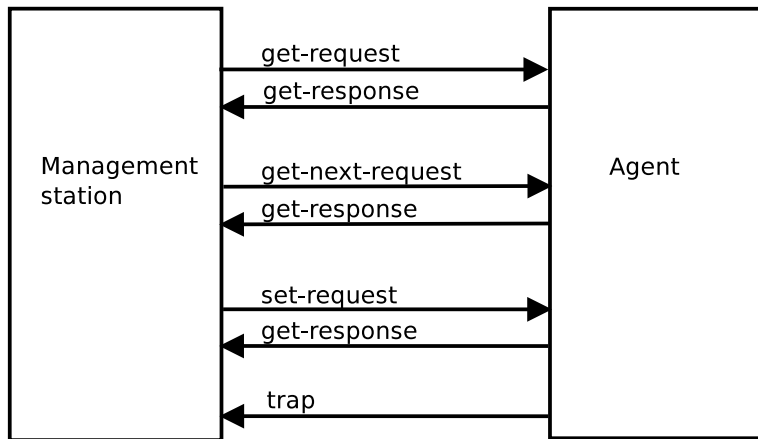 get-request
get-response
Management
station
get-next-request
Agent
get-response
set-request
get-response
trap